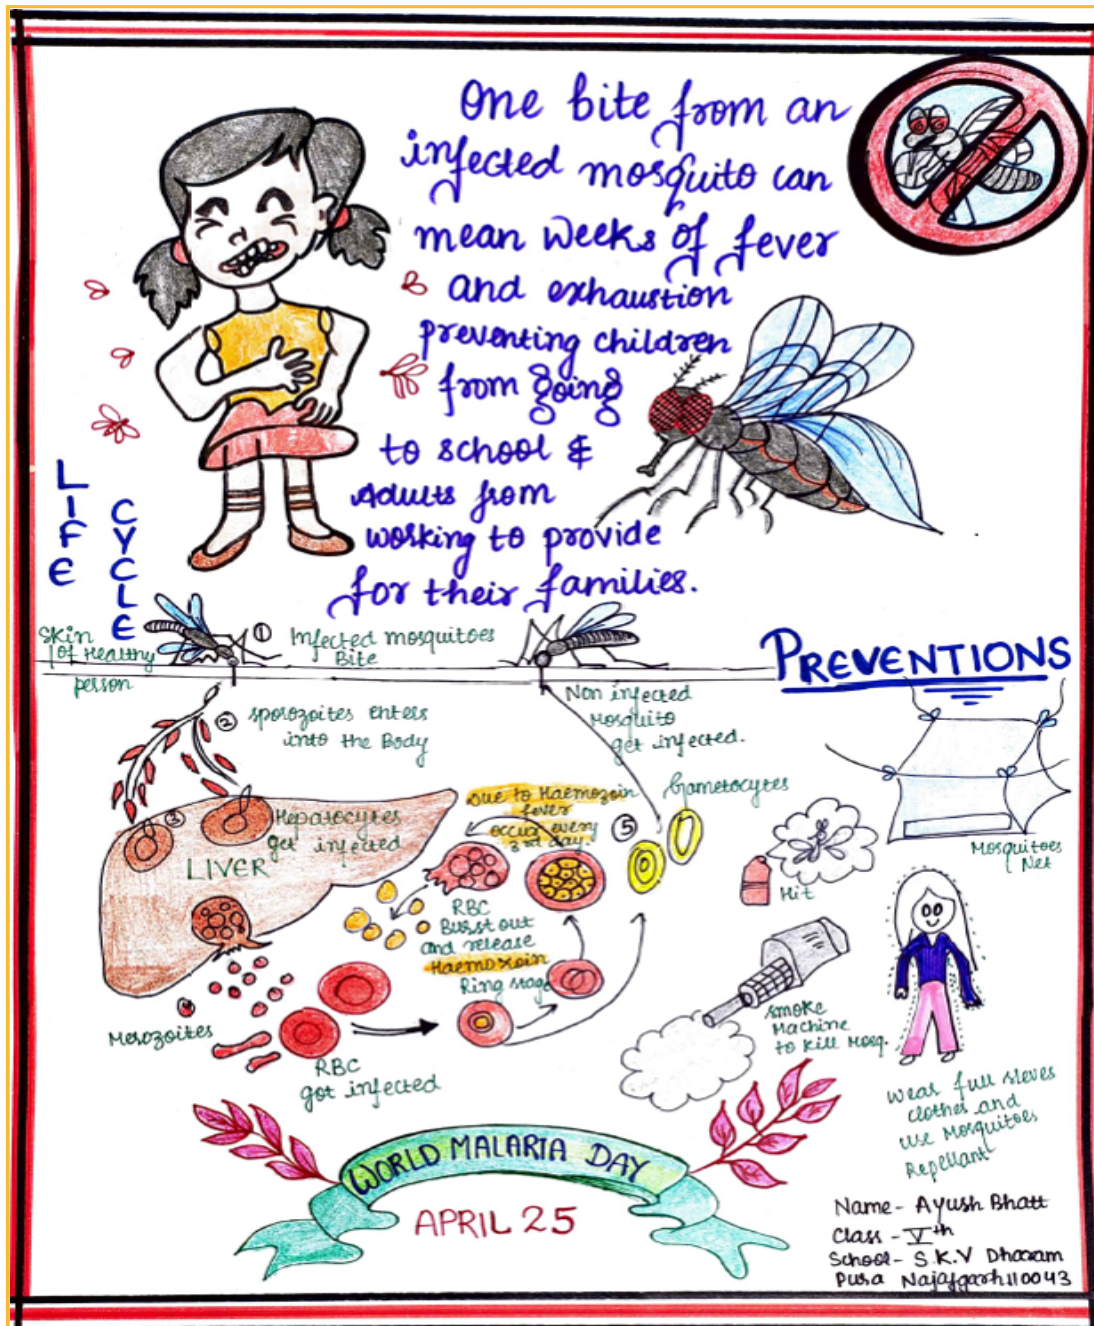 One bite from an
infected mosquito can
mean weeks of fever
and exhaustion
preventing children
from going
to school &
Adults from
working to provide
for their families.
LIFE
CYCLE
Skin
of Healthy
person
①
Infected mosquitoes
Bite
②
sporozoites enters
into the Body
Non infected
Mosquito
get infected.
③
Hepatocytes
get infected
LIVER
Due to Haemozoin
fever
occur every
3rd day.
⑤
Gametocytes
RBC
Burst out
and release
Haemozoin
Ring stage
Merozoites
RBC
got infected
PREVENTIONS
Mosquitoes
Net
Hit
Smoke
Machine
to kill Mosq.
Wear full sleves
clothes and
use Mosquitoes
Repellant
WORLD MALARIA DAY
APRIL 25
Name - Ayush Bhatt
Class - Vth
School - S.K.V Dharam
Pura Najafgarh 110043